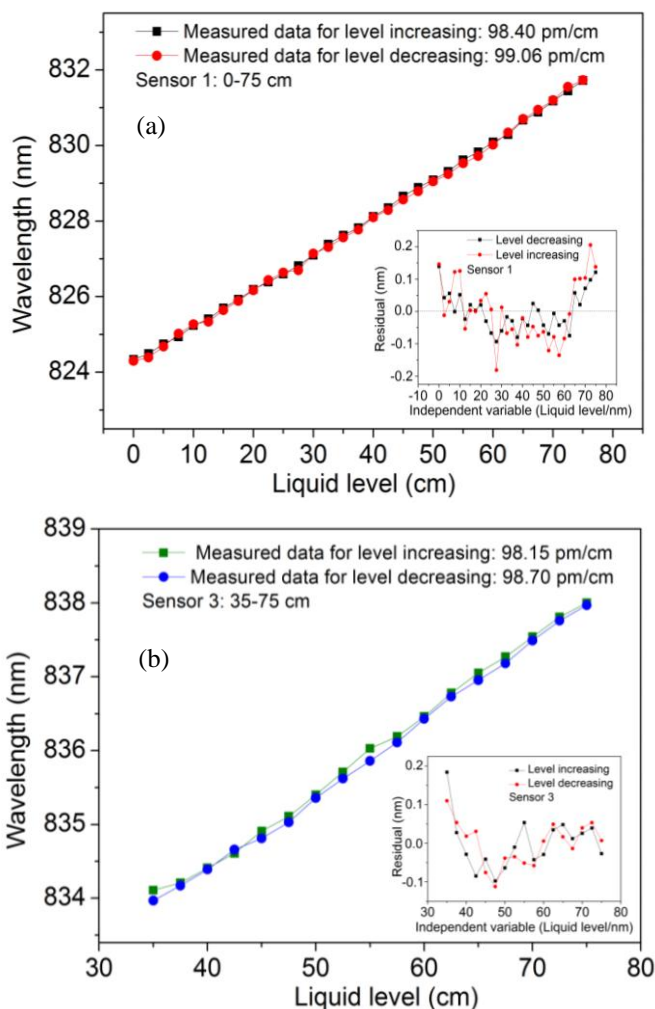 (a)
Measured data for level increasing: 98.40 pm/cm
Measured data for level decreasing: 99.06 pm/cm
Sensor 1: 0-75 cm
Wavelength (nm)
832
830
828
826
824
0 10 20 30 40 50 60 70 80
Liquid level (cm)
Level decreasing
Level increasing
Sensor 1
Residual (nm)
0.2
0.1
0.0
-0.1
-0.2
-10 0 10 20 30 40 50 60 70 80
Independent variable (Liquid level/nm)
(b)
Measured data for level increasing: 98.15 pm/cm
Measured data for level decreasing: 98.70 pm/cm
Sensor 3: 35-75 cm
Wavelength (nm)
839
838
837
836
835
834
30 40 50 60 70 80
Liquid level (cm)
Level increasing
Level decreasing
Sensor 3
Residual (nm)
0.2
0.1
0.0
-0.1
30 40 50 60 70 80
Independent variable (Liquid level/nm)